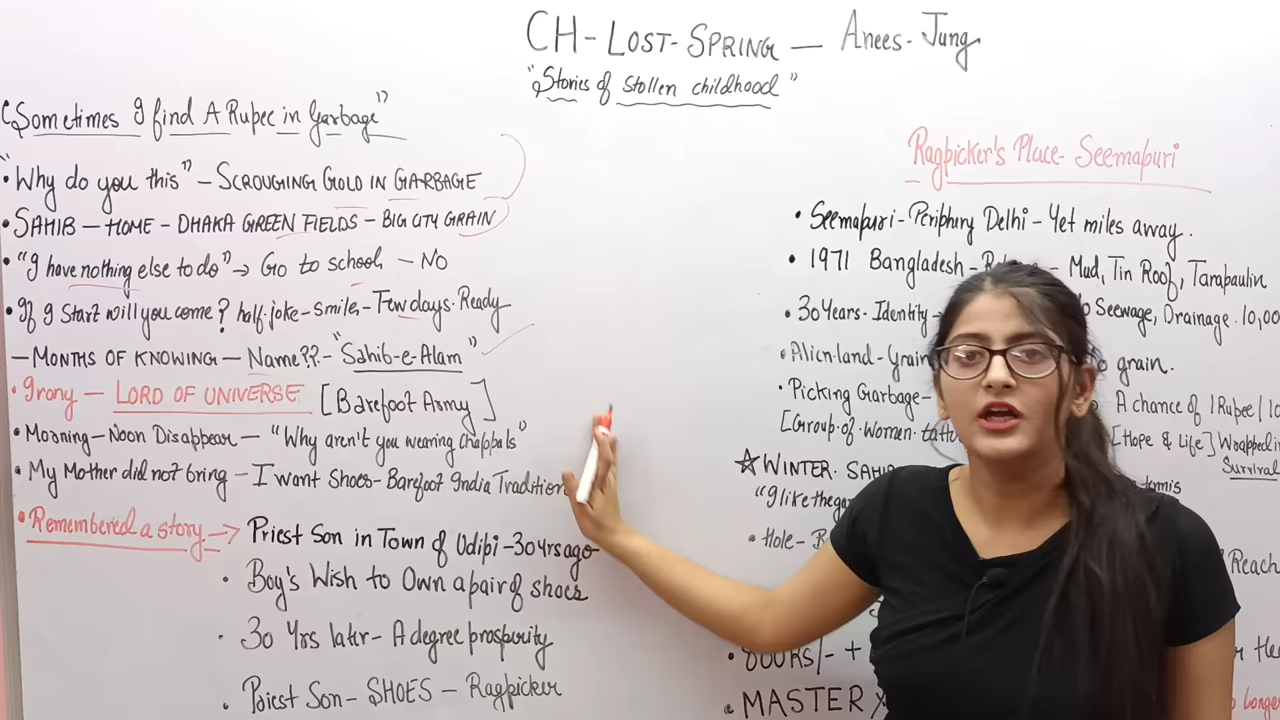 CH - LOST - SPRING — Anees - Jung
"Stories of stollen childhood"
"Sometimes I find A Rupee in Garbage"
• "Why do you this" - SCROUGING GOLD IN GARBAGE
• SAHIB — HOME - DHAKA GREEN FIELDS - BIG CITY GRAIN
• "I have nothing else to do" → Go to school - NO
• If I Start will you come? half-joke - smile - Few days. Ready
— MONTHS OF KNOWING — Name?? - "Sahib-e-Alam"
• Irony — LORD OF UNIVERSE [Barefoot Army]
• Morning - Noon Disappear — "Why aren't you wearing Chappals"
• My Mother did not bring - I want Shoes - Barefoot India Tradition
• Remembered a story → Priest Son in Town of Udipi - 30 yrs ago
• Boy's Wish to Own a pair of shoes
• 30 Yrs later - A degree prosperity
• Priest Son - SHOES - Ragpicker
Ragpicker's Place - Seemapuri
• Seemapuri - Periphery Delhi - Yet miles away.
• 1971 Bangladesh - Mud, Tin Roof, Tarapaulin
• 30 Years - Identity - Seewage, Drainage. 10,00
• Alien land - Grain grain.
• Picking Garbage - A chance of 1 Rupee / 10
[Group of women [Hope & Life] Wrapped in
Survival
☆ WINTER. SAHIB
"I like the
• Hole -
Reach
• 800 Rs/- +
• MASTER X longer